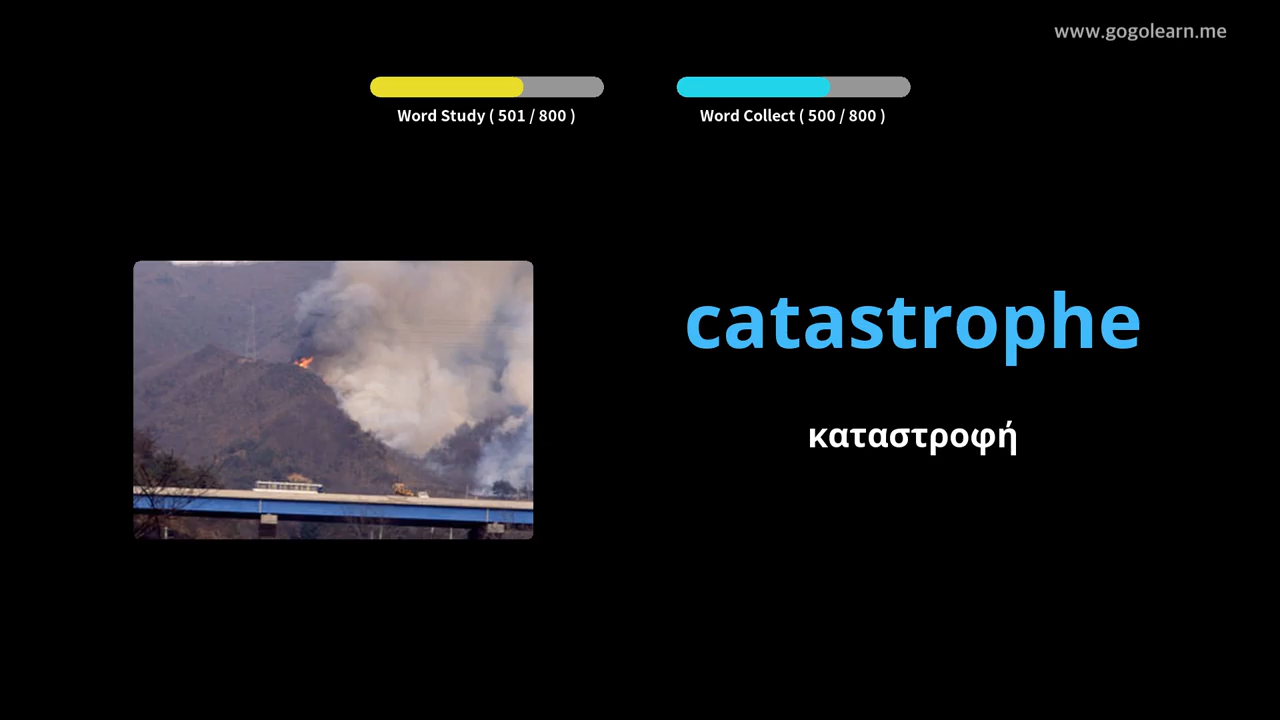 www.gogolearn.me
Word Study ( 501 / 800 )
Word Collect ( 500 / 800 )
catastrophe
καταστροφή